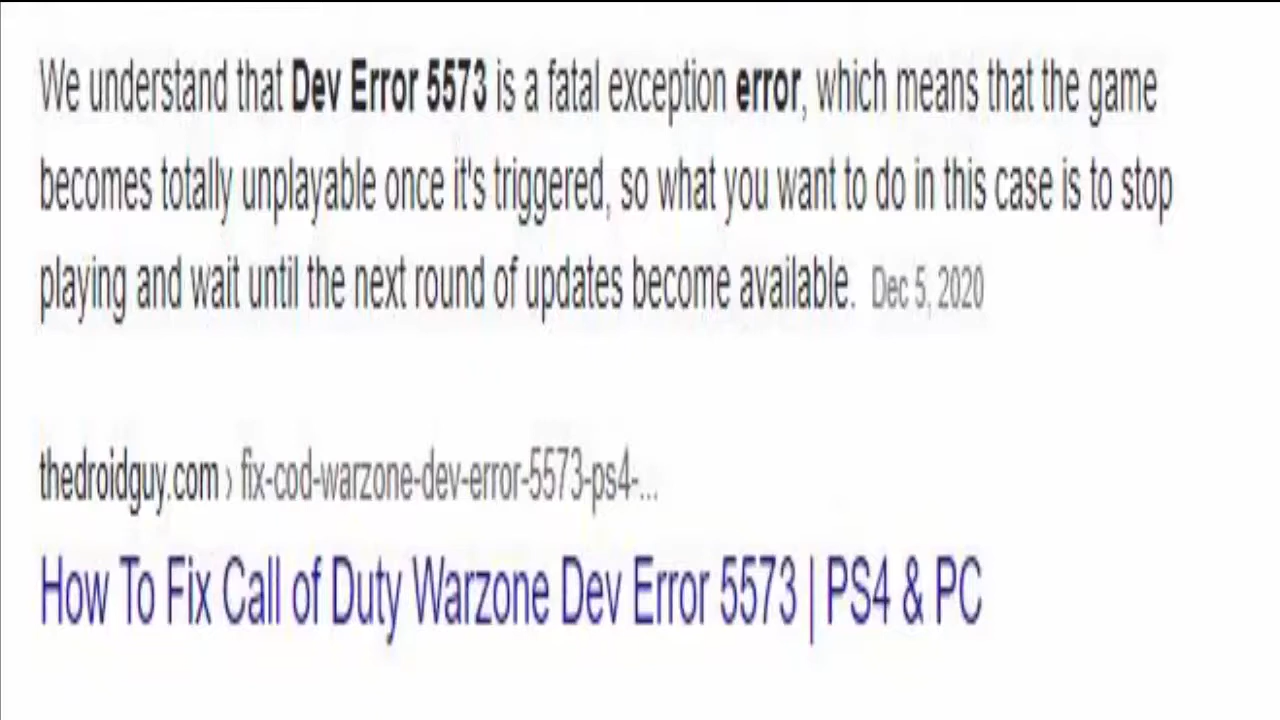 We understand that Dev Error 5573 is a fatal exception error, which means that the game
becomes totally unplayable once it's triggered, so what you want to do in this case is to stop
playing and wait until the next round of updates become available. Dec 5, 2020
thedroidguy.com › fix-cod-warzone-dev-error-5573-ps4-...
How To Fix Call of Duty Warzone Dev Error 5573 | PS4 & PC